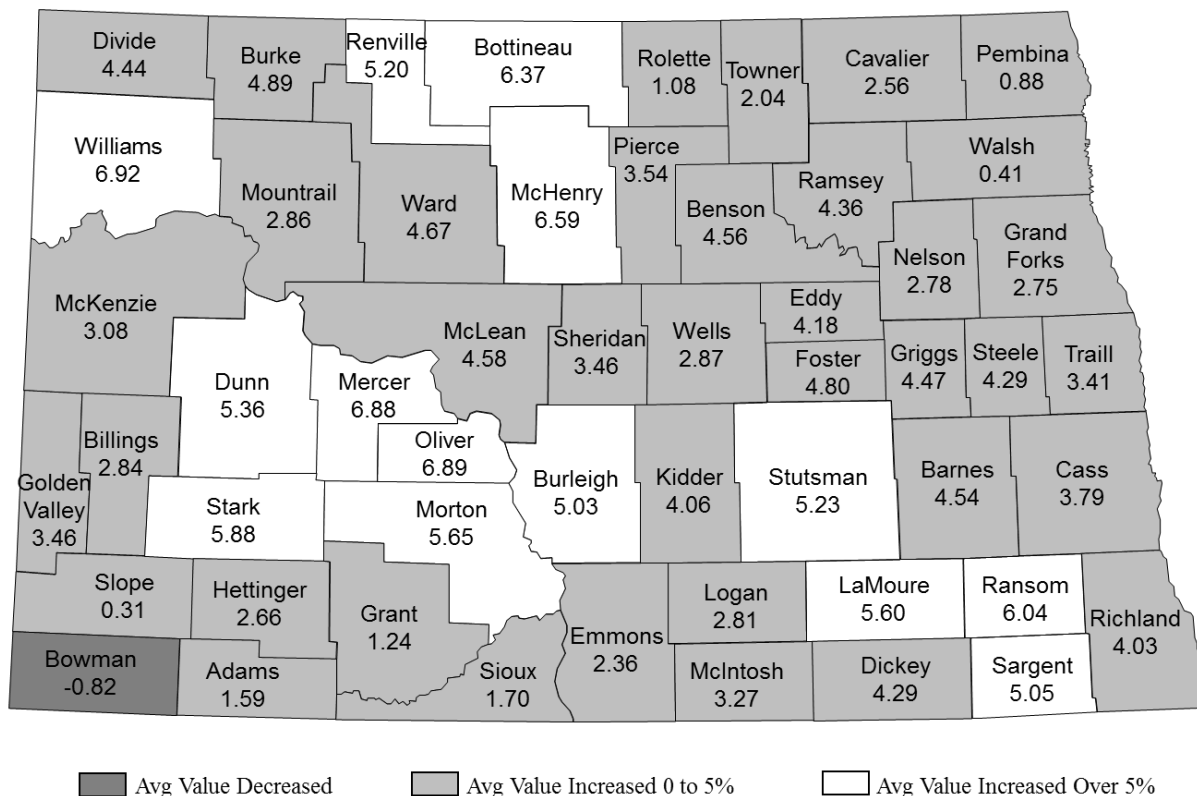 Divide
4.44
Burke
4.89
Renville
5.20
Bottineau
6.37
Rolette
1.08
Towner
2.04
Cavalier
2.56
Pembina
0.88
Williams
6.92
Mountrail
2.86
Ward
4.67
McHenry
6.59
Pierce
3.54
Benson
4.56
Ramsey
4.36
Walsh
0.41
Nelson
2.78
Grand
Forks
2.75
McKenzie
3.08
Dunn
5.36
Mercer
6.88
Oliver
6.89
McLean
4.58
Sheridan
3.46
Wells
2.87
Eddy
4.18
Foster
4.80
Griggs
4.47
Steele
4.29
Traill
3.41
Golden
Valley
3.46
Billings
2.84
Stark
5.88
Morton
5.65
Burleigh
5.03
Kidder
4.06
Stutsman
5.23
Barnes
4.54
Cass
3.79
Slope
0.31
Hettinger
2.66
Grant
1.24
Bowman
-0.82
Adams
1.59
Sioux
1.70
Emmons
2.36
Logan
2.81
McIntosh
3.27
LaMoure
5.60
Dickey
4.29
Ransom
6.04
Sargent
5.05
Richland
4.03
Avg Value Decreased
Avg Value Increased 0 to 5%
Avg Value Increased Over 5%